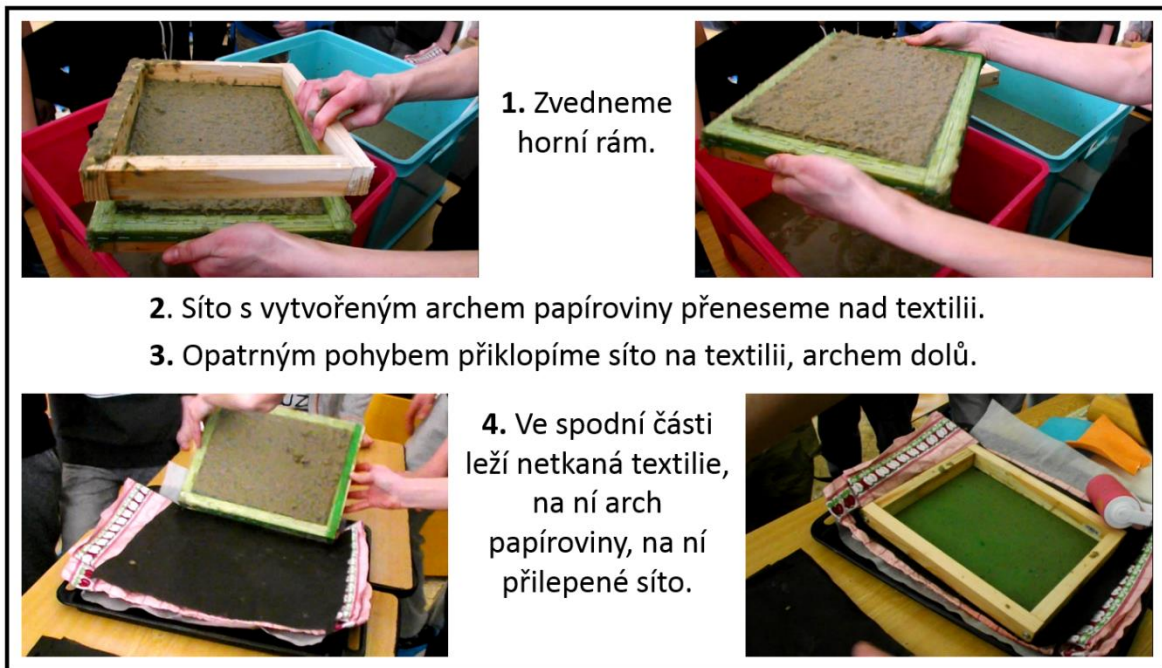 1. Zvedneme
horní rám.
2. Síto s vytvořeným archem papíroviny přeneseme nad textilii.
3. Opatrným pohybem přiklopíme síto na textilii, archem dolů.
UZ
4. Ve spodní části
leží netkaná textilie,
na ní arch
papíroviny, na ní
přilepené síto.